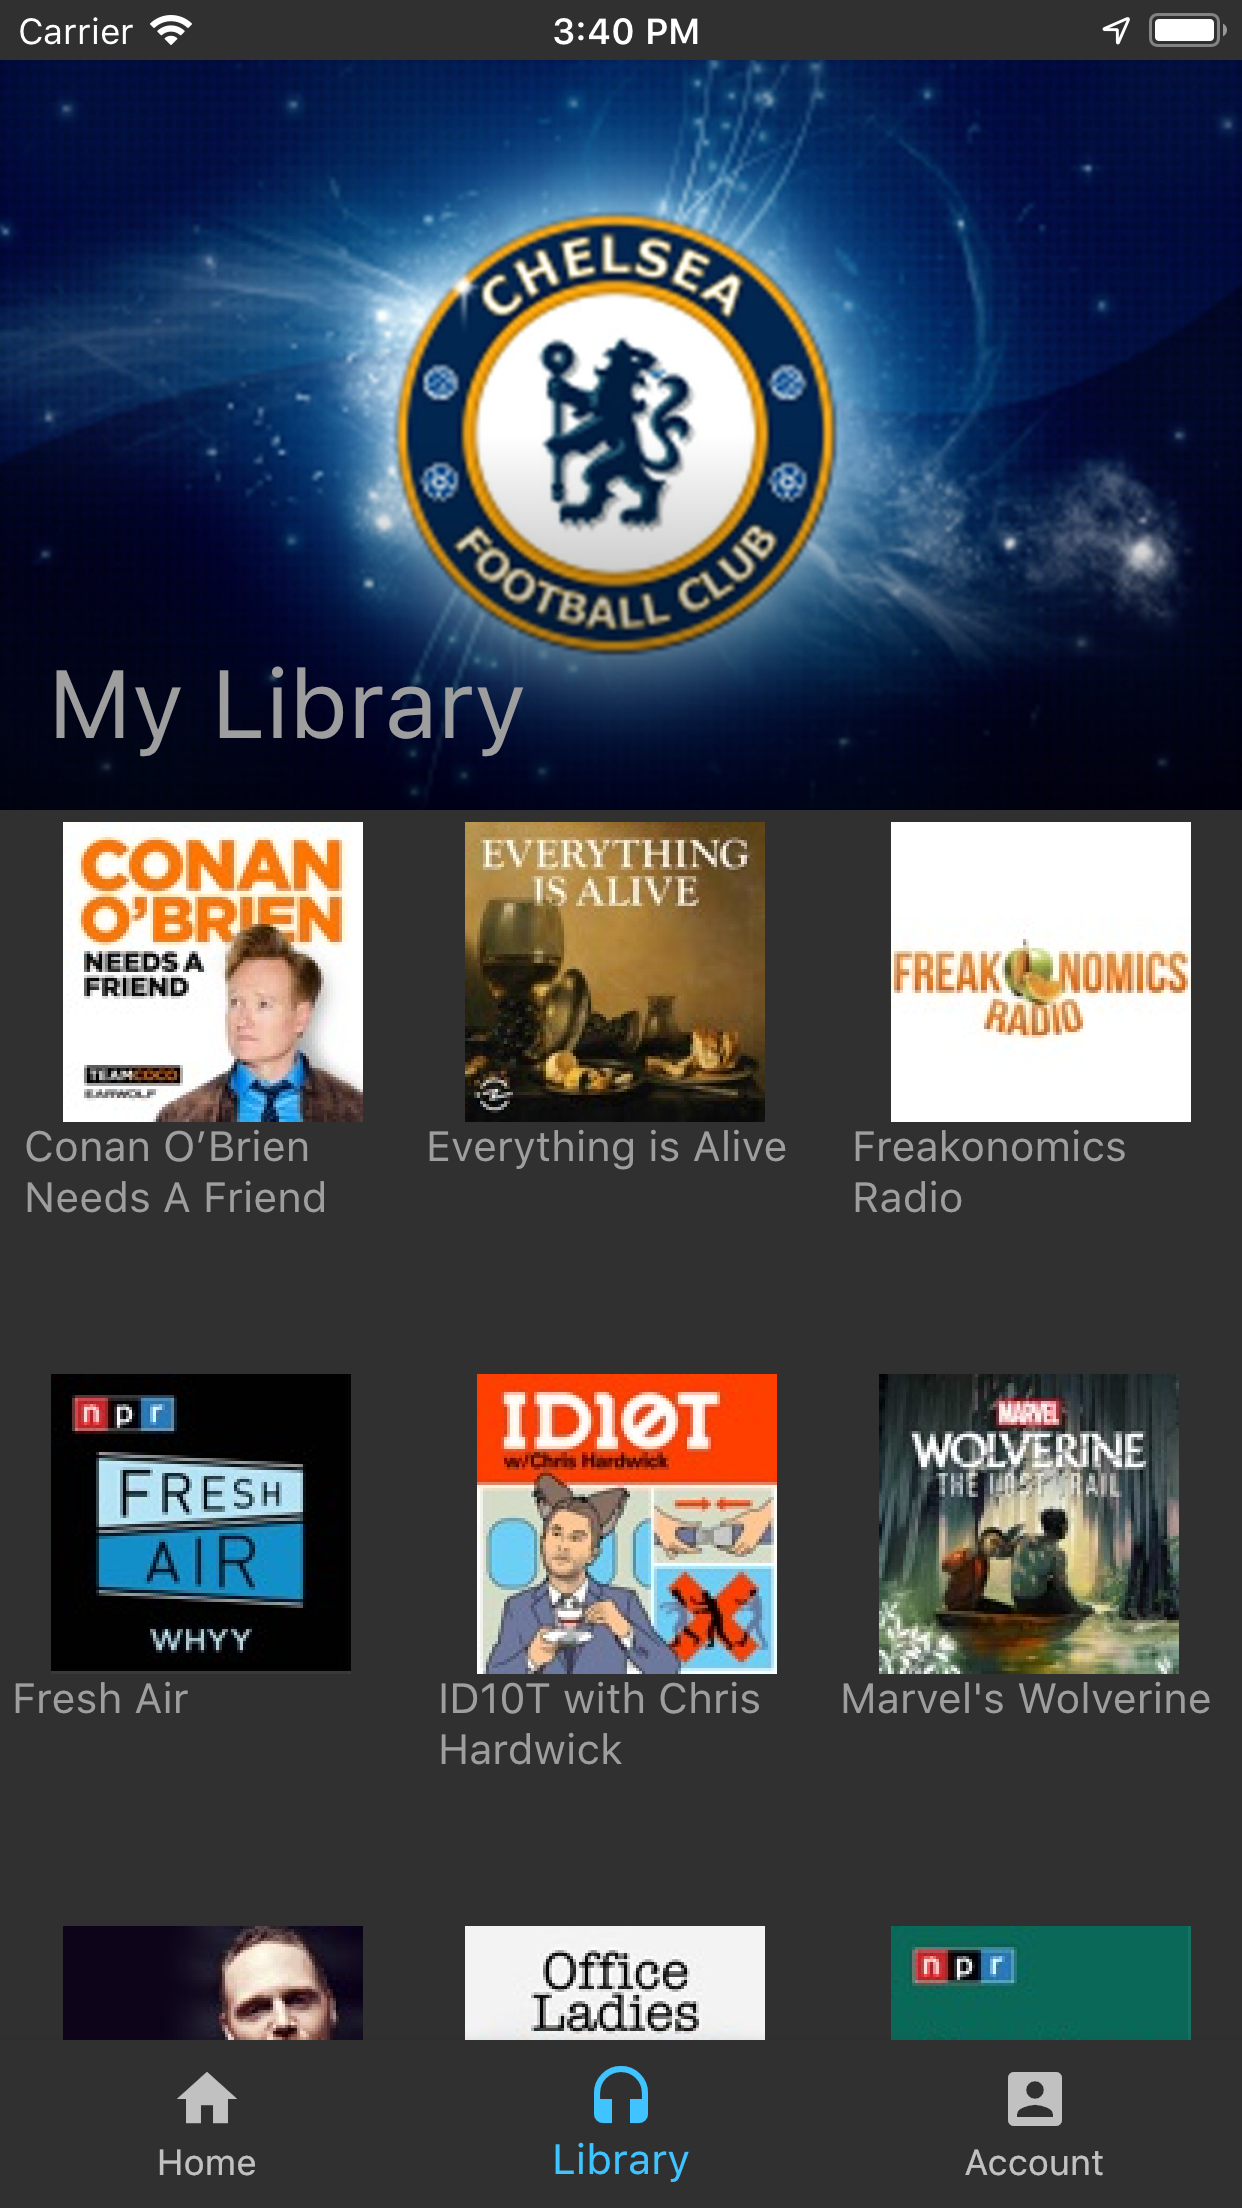 Carrier
3:40 PM
CHELSEA
FOOTBALL CLUB
My Library
CONAN
O'BRIEN
NEEDS A
FRIEND
TEAMCOCO
EARWOLF
EVERYTHING
IS ALIVE
FREAKONOMICS
RADIO
Conan O’Brien
Needs A Friend
Everything is Alive
Freakonomics
Radio
npr
FRESH
AIR
WHYY
ID10T
w/Chris Hardwick
MARVEL
WOLVERINE
THE LOST TRAIL
Fresh Air
ID10T with Chris
Hardwick
Marvel's Wolverine
Office
Ladies
npr
Home
Library
Account